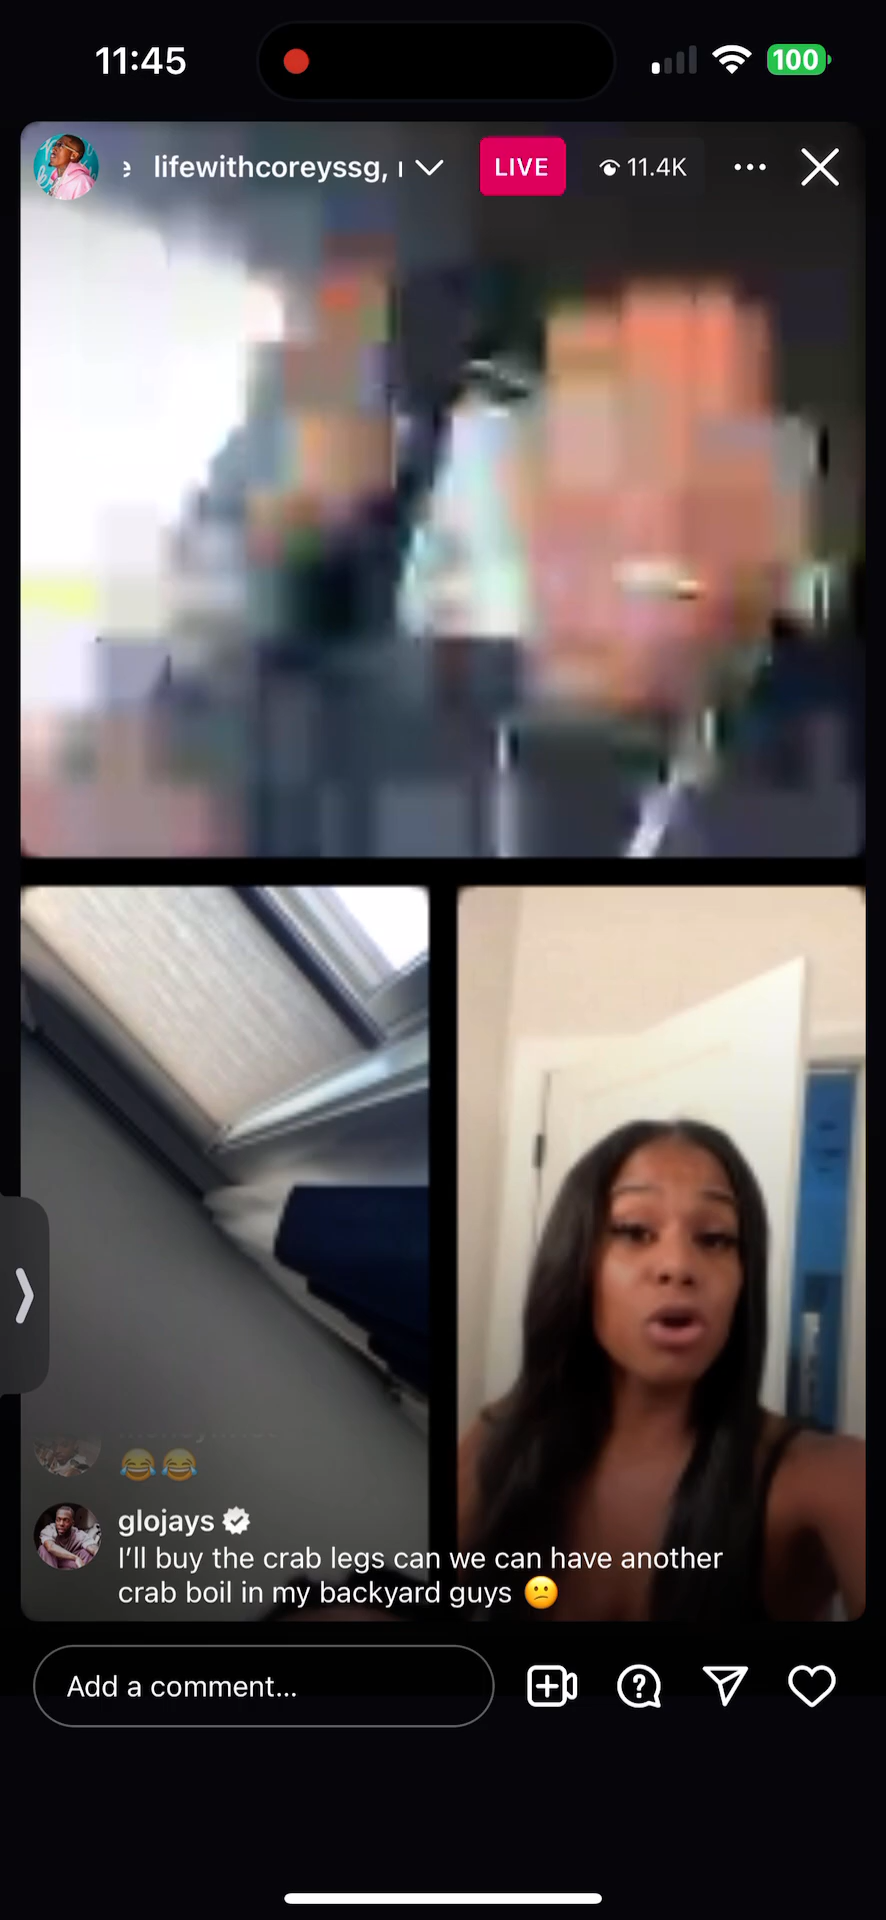 11:45
100
lifewithcoreyssg,
LIVE
11.4K
😂😂
glojays
I'll buy the crab legs can we can have another
crab boil in my backyard guys 😕
Add a comment...